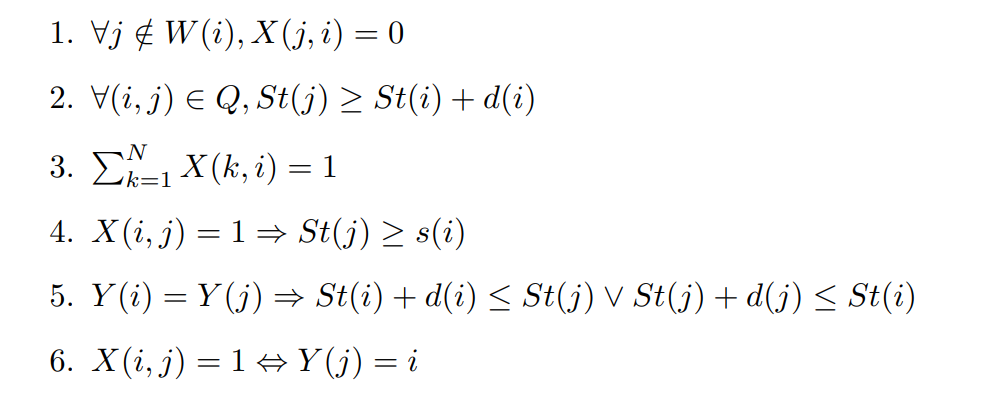 1. ∀j ∉ W(i), X(j, i) = 0
2. ∀(i, j) ∈ Q, St(j) ≥ St(i) + d(i)
3. ∑_{k=1}^{N} X(k, i) = 1
4. X(i, j) = 1 ⇒ St(j) ≥ s(i)
5. Y(i) = Y(j) ⇒ St(i) + d(i) ≤ St(j) ∨ St(j) + d(j) ≤ St(i)
6. X(i, j) = 1 ⇔ Y(j) = i